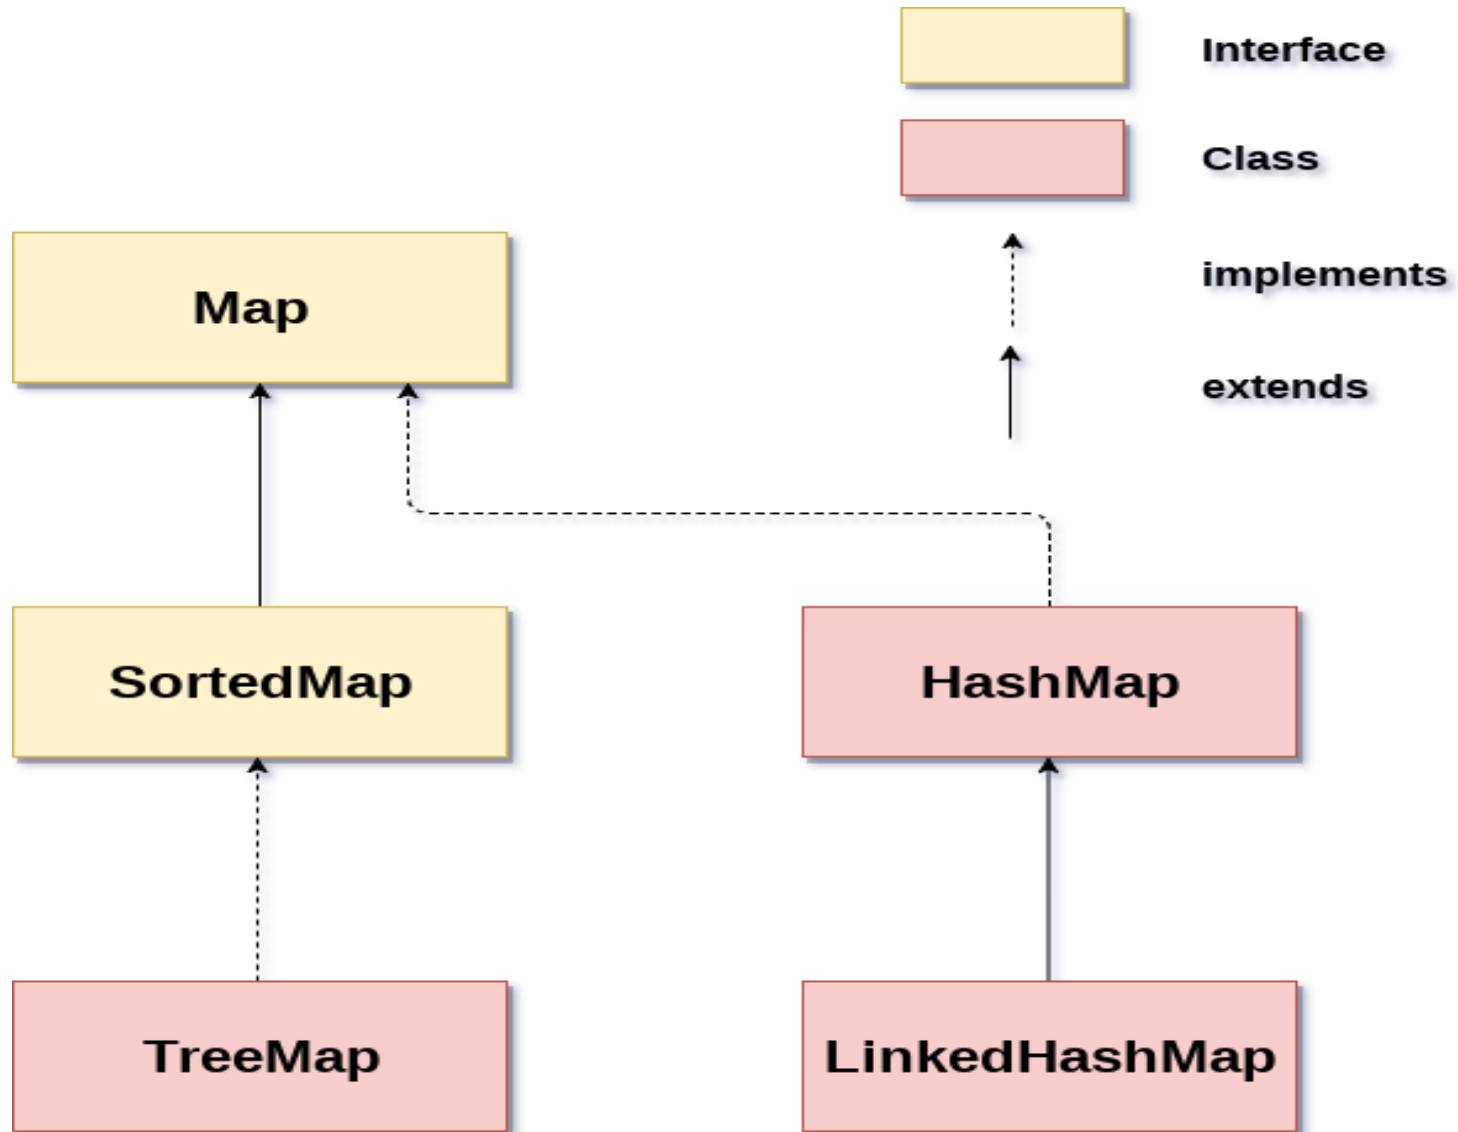 Interface
Class
implements
extends
Map
SortedMap
HashMap
TreeMap
LinkedHashMap